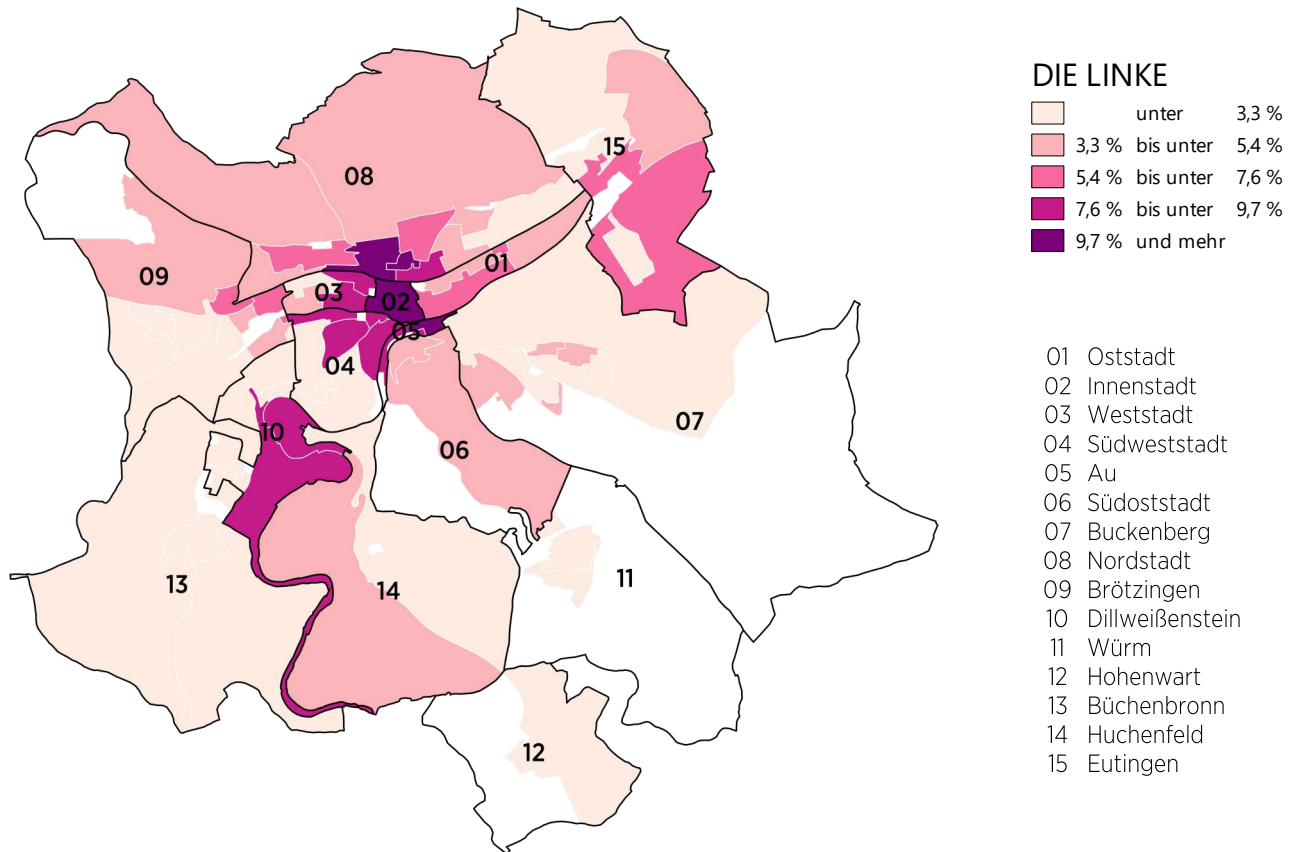 DIE LINKE
unter 3,3 %
3,3 % bis unter 5,4 %
5,4 % bis unter 7,6 %
7,6 % bis unter 9,7 %
9,7 % und mehr
01 Oststadt
02 Innenstadt
03 Weststadt
04 Südweststadt
05 Au
06 Südoststadt
07 Buckenberg
08 Nordstadt
09 Brötzingen
10 Dillweißenstein
11 Würm
12 Hohenwart
13 Büchenbronn
14 Huchenfeld
15 Eutingen
15
08
01
09
03
02
05
04
07
10
06
11
13
14
12